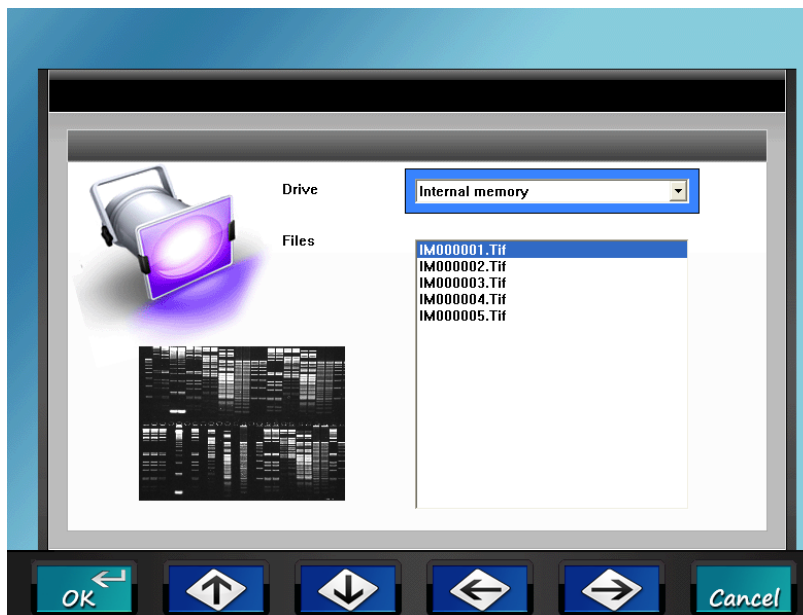 Drive
Internal memory
Files
IM000001.Tif
IM000002.Tif
IM000003.Tif
IM000004.Tif
IM000005.Tif
OK
Cancel